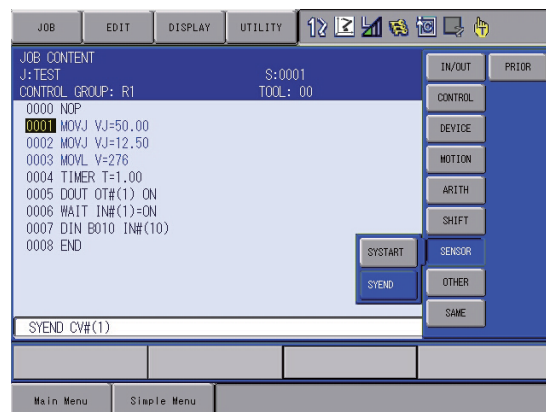 JOB EDIT DISPLAY UTILITY
JOB CONTENT
J:TEST S:0001
CONTROL GROUP: R1 TOOL: 00
0000 NOP
0001 MOVJ VJ=50.00
0002 MOVJ VJ=12.50
0003 MOVL V=276
0004 TIMER T=1.00
0005 DOUT OT#(1) ON
0006 WAIT IN#(1)=ON
0007 DIN B010 IN#(10)
0008 END
SYEND CV#(1)
SYSTART
SYEND
IN/OUT PRIOR
CONTROL
DEVICE
MOTION
ARITH
SHIFT
SENSOR
OTHER
SAME
Main Menu Simple Menu